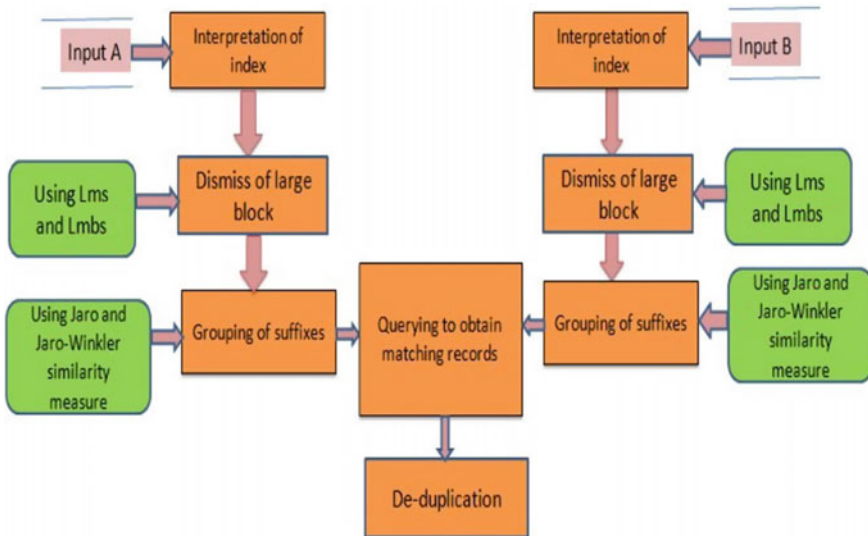 Input A
Interpretation of
index
Interpretation of
index
Input B
Using Lms
and Lmbs
Dismiss of large
block
Dismiss of large
block
Using Lms
and Lmbs
Using Jaro and
Jaro-Winkler
similarity
measure
Grouping of suffixes
Querying to obtain
matching records
Grouping of suffixes
Using Jaro and
Jaro-Winkler
similarity
measure
De-duplication